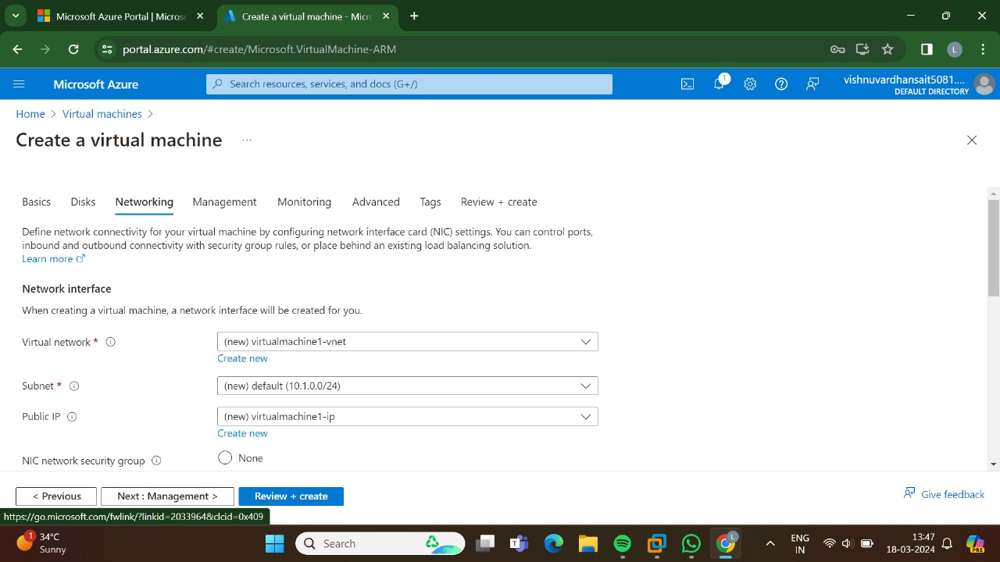 Microsoft Azure Portal | Micros
Create a virtual machine - Micr
portal.azure.com/#create/Microsoft.VirtualMachine-ARM
L
Microsoft Azure
Search resources, services, and docs (G+/)
1
vishnuvardhansait5081....
DEFAULT DIRECTORY
Home > Virtual machines >
Create a virtual machine ...
Basics
Disks
Networking
Management
Monitoring
Advanced
Tags
Review + create
Define network connectivity for your virtual machine by configuring network interface card (NIC) settings. You can control ports,
inbound and outbound connectivity with security group rules, or place behind an existing load balancing solution.
Learn more
Network interface
When creating a virtual machine, a network interface will be created for you.
Virtual network *
(new) virtualmachine1-vnet
Create new
Subnet *
(new) default (10.1.0.0/24)
Public IP
(new) virtualmachine1-ip
Create new
NIC network security group
None
< Previous
Next : Management >
Review + create
Give feedback
https://go.microsoft.com/fwlink/?linkid=2033964&clcid=0x409
1
34°C
Sunny
Search
L
ENG
IN
13:47
18-03-2024
PRE